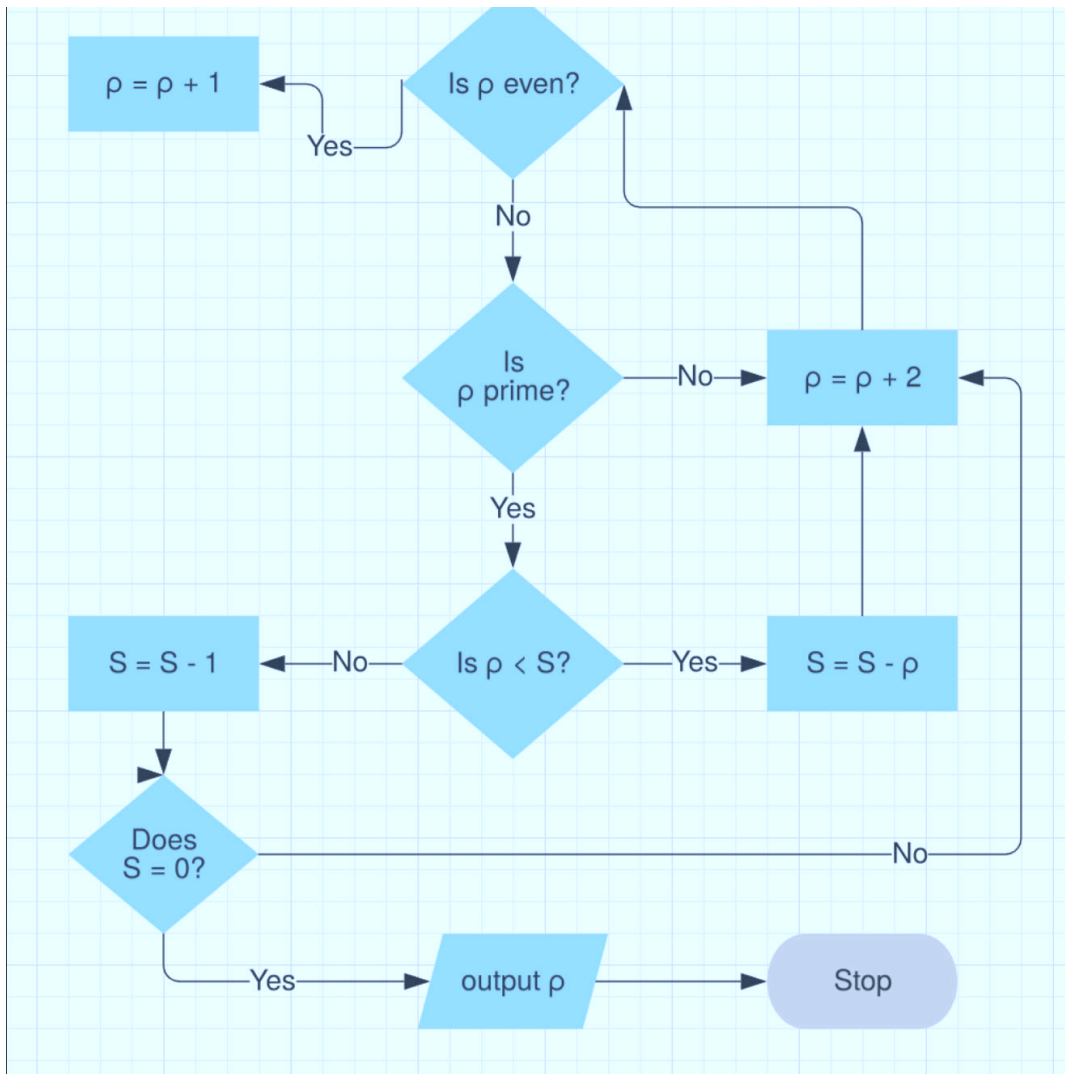 ρ = ρ + 1
Is ρ even?
Yes
No
Is
ρ prime?
No
ρ = ρ + 2
Yes
S = S - 1
No
Is ρ < S?
Yes
S = S - ρ
Does
S = 0?
No
Yes
output ρ
Stop